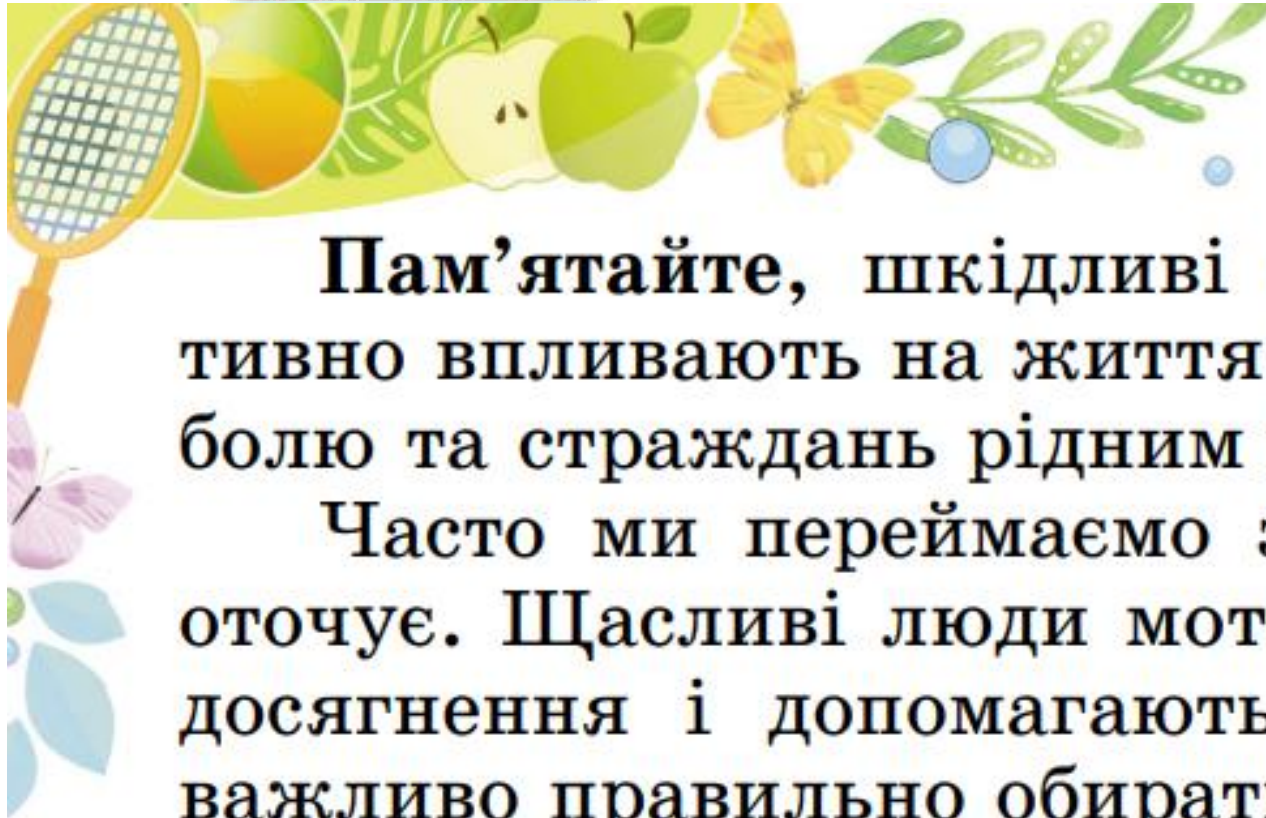 Пам’ятайте, шкідливі
тивно впливають на життя
болю та страждань рідним
Часто ми переймаємо
оточує. Щасливі люди мот
досягнення і допомагають
важливо правильно обират